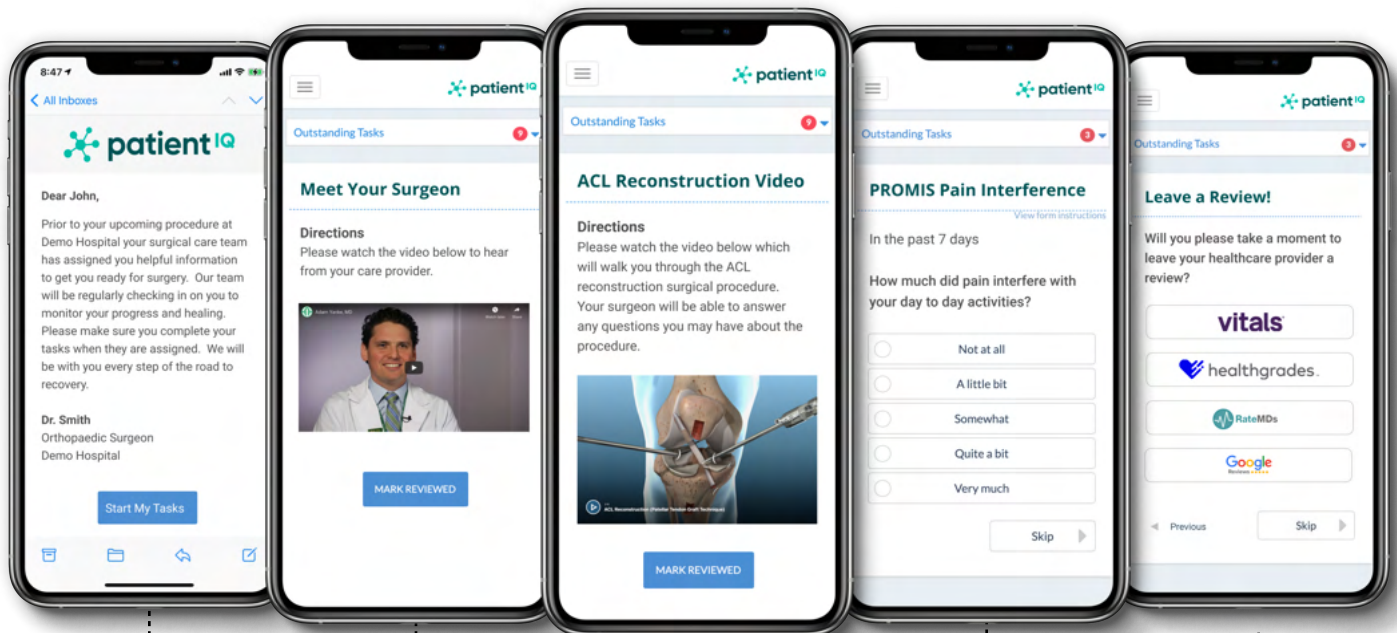 8:47
All Inboxes
patient IQ
Dear John,
Prior to your upcoming procedure at
Demo Hospital your surgical care team
has assigned you helpful information
to get you ready for surgery. Our team
will be regularly checking in on you to
monitor your progress and healing.
Please make sure you complete your
tasks when they are assigned. We will
be with you every step of the road to
recovery.
Dr. Smith
Orthopaedic Surgeon
Demo Hospital
Start My Tasks
patient IQ
Outstanding Tasks 9
Meet Your Surgeon
Directions
Please watch the video below to hear
from your care provider.
MARK REVIEWED
patient IQ
Outstanding Tasks 9
ACL Reconstruction Video
Directions
Please watch the video below which
will walk you through the ACL
reconstruction surgical procedure.
Your surgeon will be able to answer
any questions you may have about the
procedure.
ACL Reconstruction (Patellar Tendon Graft Technique)
MARK REVIEWED
patient IQ
Outstanding Tasks 3
PROMIS Pain Interference
View form instructions
In the past 7 days
How much did pain interfere with
your day to day activities?
Not at all
A little bit
Somewhat
Quite a bit
Very much
Skip
patient IQ
Outstanding Tasks 3
Leave a Review!
Will you please take a moment to
leave your healthcare provider a
review?
vitals
healthgrades.
RateMDs
Google
Reviews
Previous Skip